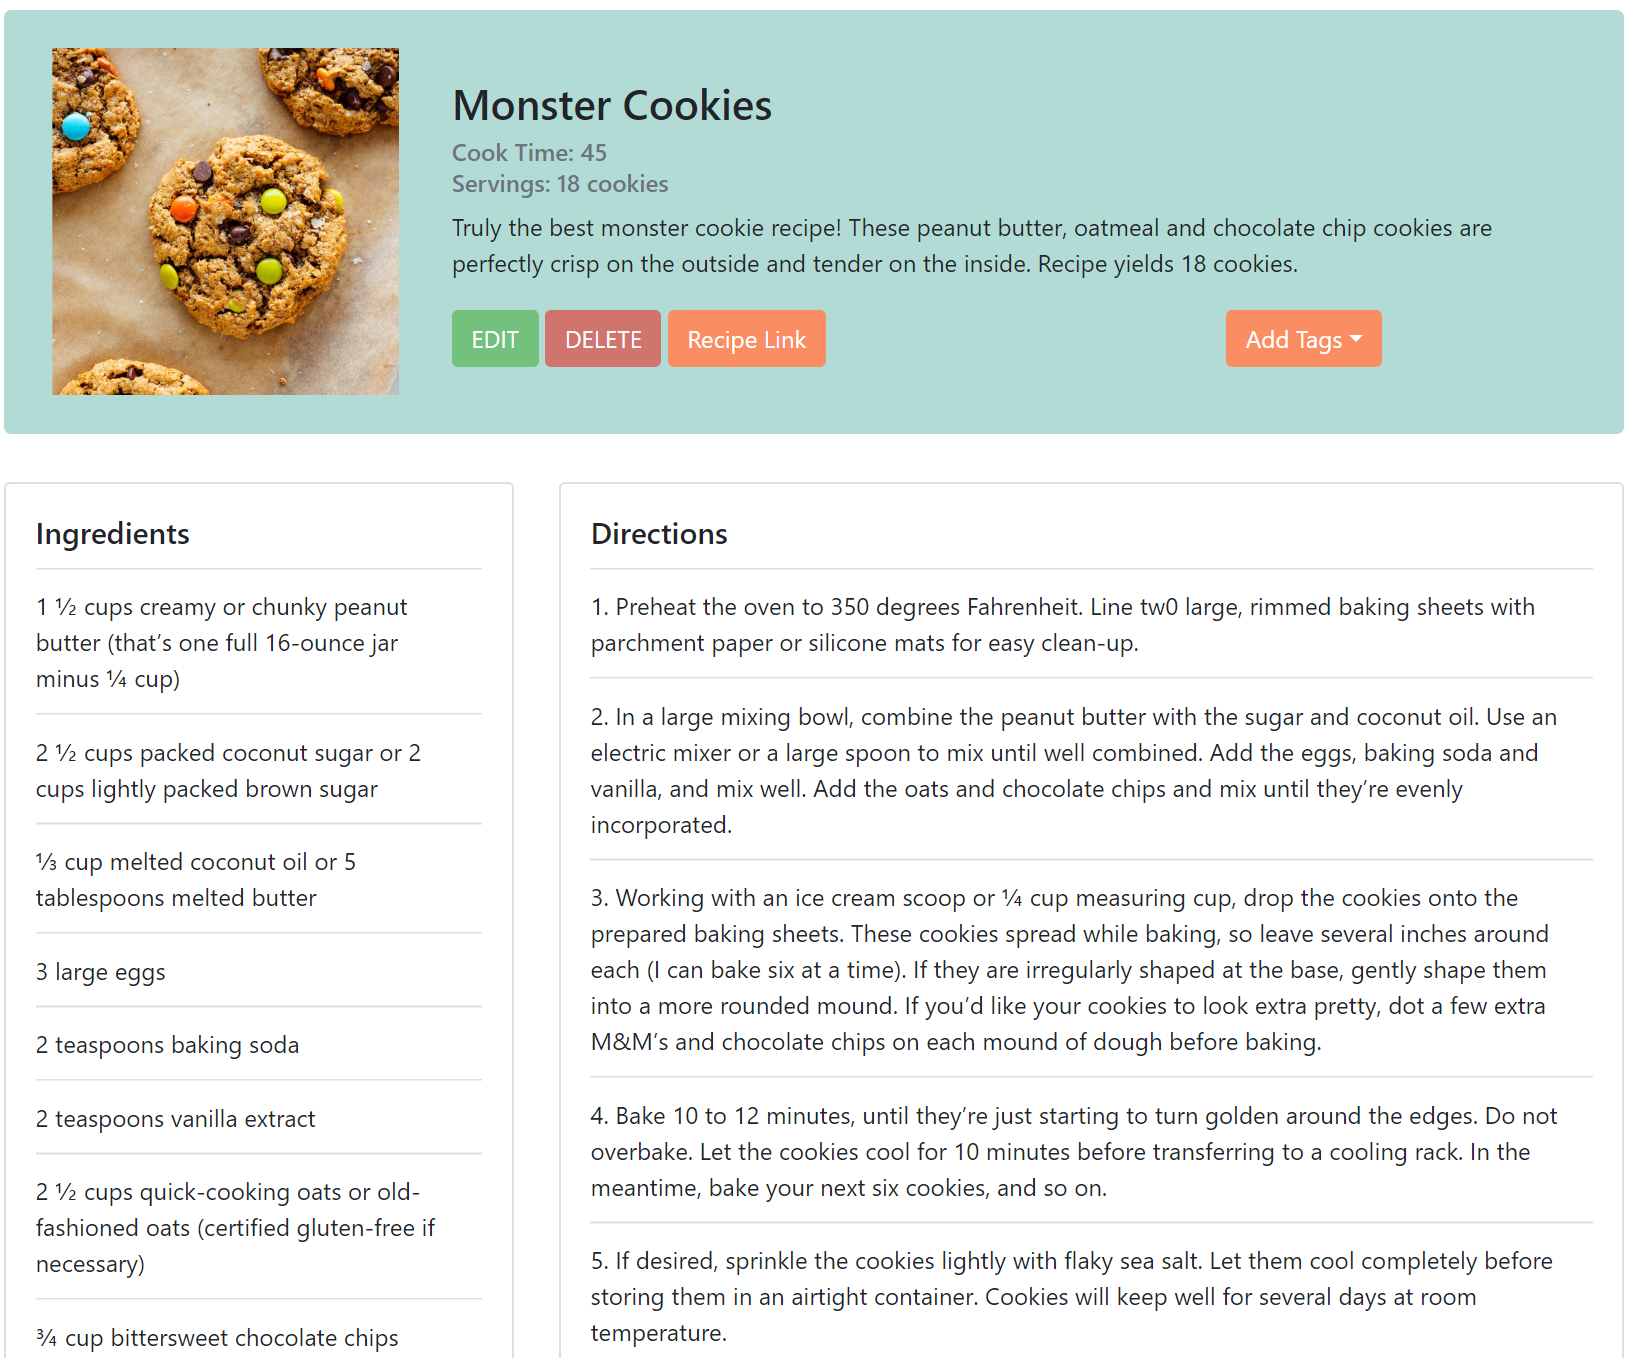 Monster Cookies
Cook Time: 45
Servings: 18 cookies
Truly the best monster cookie recipe! These peanut butter, oatmeal and chocolate chip cookies are
perfectly crisp on the outside and tender on the inside. Recipe yields 18 cookies.
EDIT
DELETE
Recipe Link
Add Tags
Ingredients
1 ½ cups creamy or chunky peanut
butter (that’s one full 16-ounce jar
minus ¼ cup)
2 ½ cups packed coconut sugar or 2
cups lightly packed brown sugar
⅓ cup melted coconut oil or 5
tablespoons melted butter
3 large eggs
2 teaspoons baking soda
2 teaspoons vanilla extract
2 ½ cups quick-cooking oats or old-
fashioned oats (certified gluten-free if
necessary)
¾ cup bittersweet chocolate chips
Directions
1. Preheat the oven to 350 degrees Fahrenheit. Line tw0 large, rimmed baking sheets with
parchment paper or silicone mats for easy clean-up.
2. In a large mixing bowl, combine the peanut butter with the sugar and coconut oil. Use an
electric mixer or a large spoon to mix until well combined. Add the eggs, baking soda and
vanilla, and mix well. Add the oats and chocolate chips and mix until they’re evenly
incorporated.
3. Working with an ice cream scoop or ¼ cup measuring cup, drop the cookies onto the
prepared baking sheets. These cookies spread while baking, so leave several inches around
each (I can bake six at a time). If they are irregularly shaped at the base, gently shape them
into a more rounded mound. If you’d like your cookies to look extra pretty, dot a few extra
M&M’s and chocolate chips on each mound of dough before baking.
4. Bake 10 to 12 minutes, until they’re just starting to turn golden around the edges. Do not
overbake. Let the cookies cool for 10 minutes before transferring to a cooling rack. In the
meantime, bake your next six cookies, and so on.
5. If desired, sprinkle the cookies lightly with flaky sea salt. Let them cool completely before
storing them in an airtight container. Cookies will keep well for several days at room
temperature.